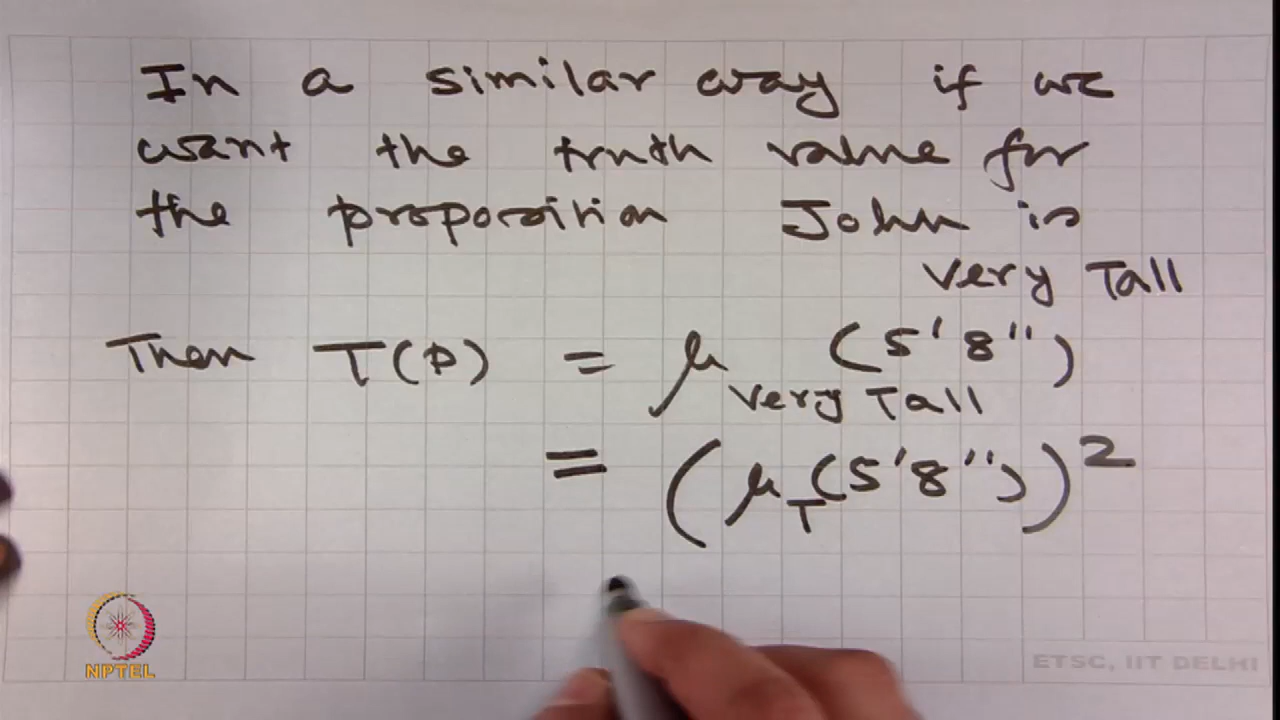 In a similar way if we
want the truth value for
the proposition John is
very Tall
Then T(P) = μ very Tall (5'8")
= (μ T (5'8"))²
NPTEL
ETSC, IIT DELHI